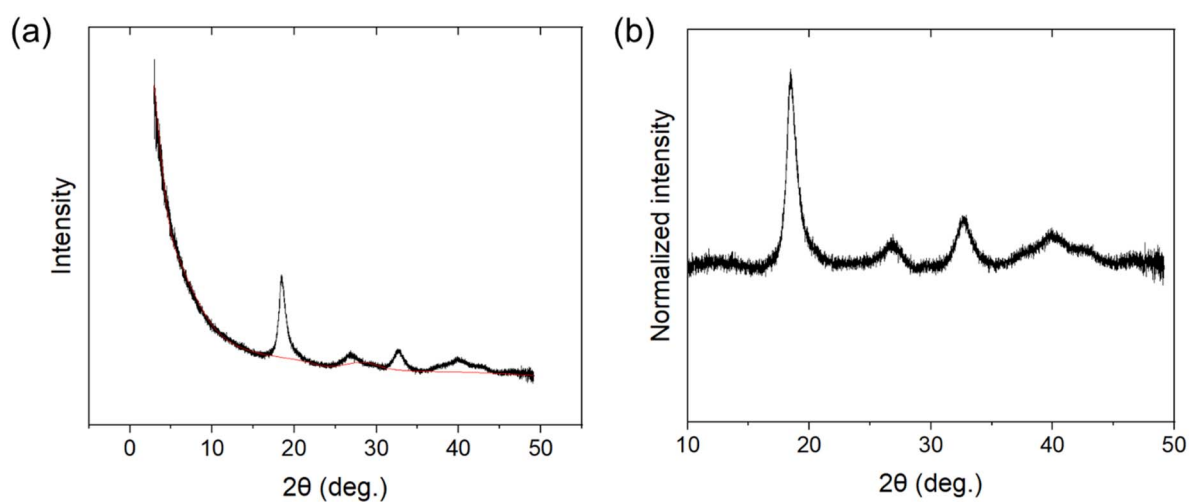 (a)
Intensity
0 10 20 30 40 50
2θ (deg.)
(b)
Normalized intensity
10 20 30 40 50
2θ (deg.)